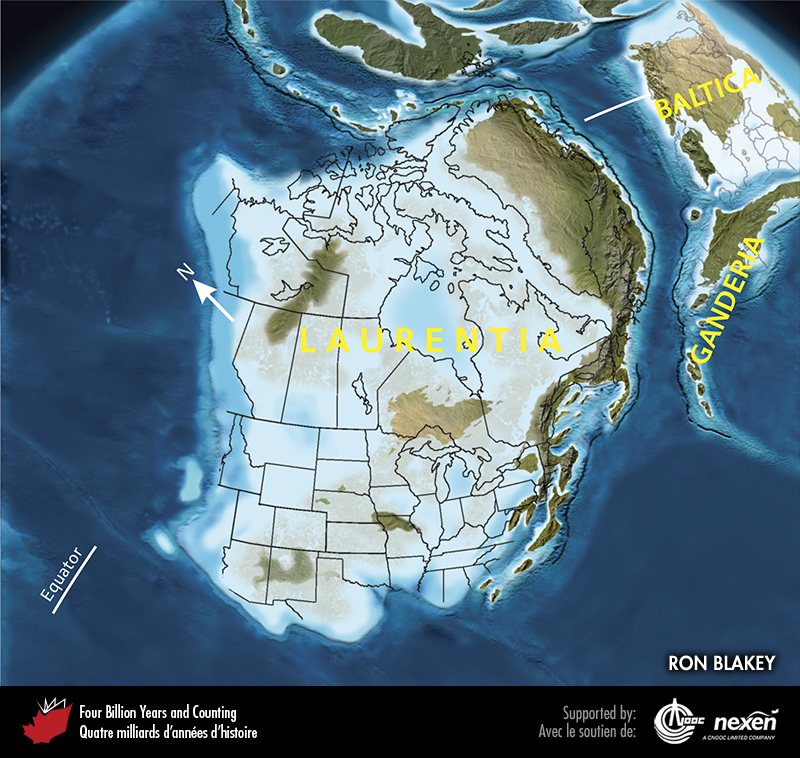 BALTICA
GANDERIA
N
LAURENTIA
Equator
RON BLAKEY
Four Billion Years and Counting
Quatre milliards d'années d'histoire
Supported by:
Avec le soutien de:
CNOOC
nexen
A CNOOC LIMITED COMPANY